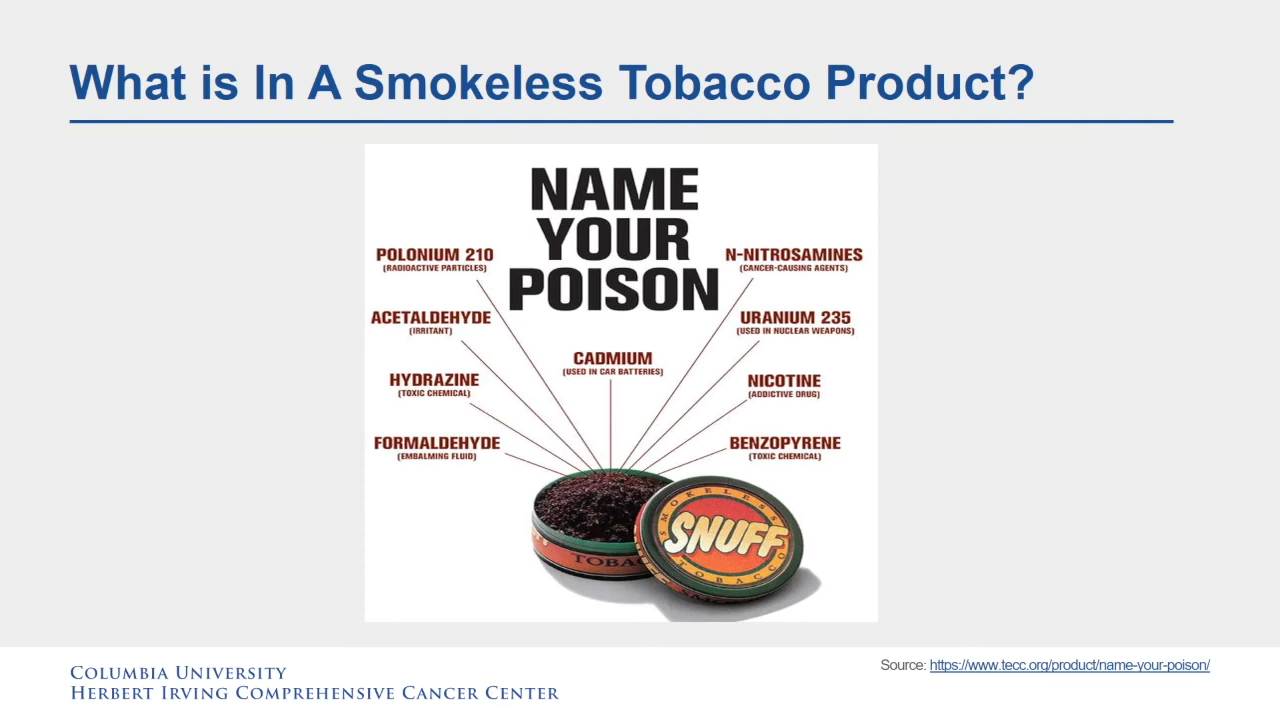 What is In A Smokeless Tobacco Product?
NAME
YOUR
POISON
POLONIUM 210
(RADIOACTIVE PARTICLES)
ACETALDEHYDE
(IRRITANT)
HYDRAZINE
(TOXIC CHEMICAL)
FORMALDEHYDE
(EMBALMING FLUID)
CADMIUM
(USED IN CAR BATTERIES)
N-NITROSAMINES
(CANCER-CAUSING AGENTS)
URANIUM 235
(USED IN NUCLEAR WEAPONS)
NICOTINE
(ADDICTIVE DRUG)
BENZOPYRENE
(TOXIC CHEMICAL)
SMOKELESS
SNUFF
TOBACCO
TOBAC
COLUMBIA UNIVERSITY
HERBERT IRVING COMPREHENSIVE CANCER CENTER
Source: https://www.tecc.org/product/name-your-poison/